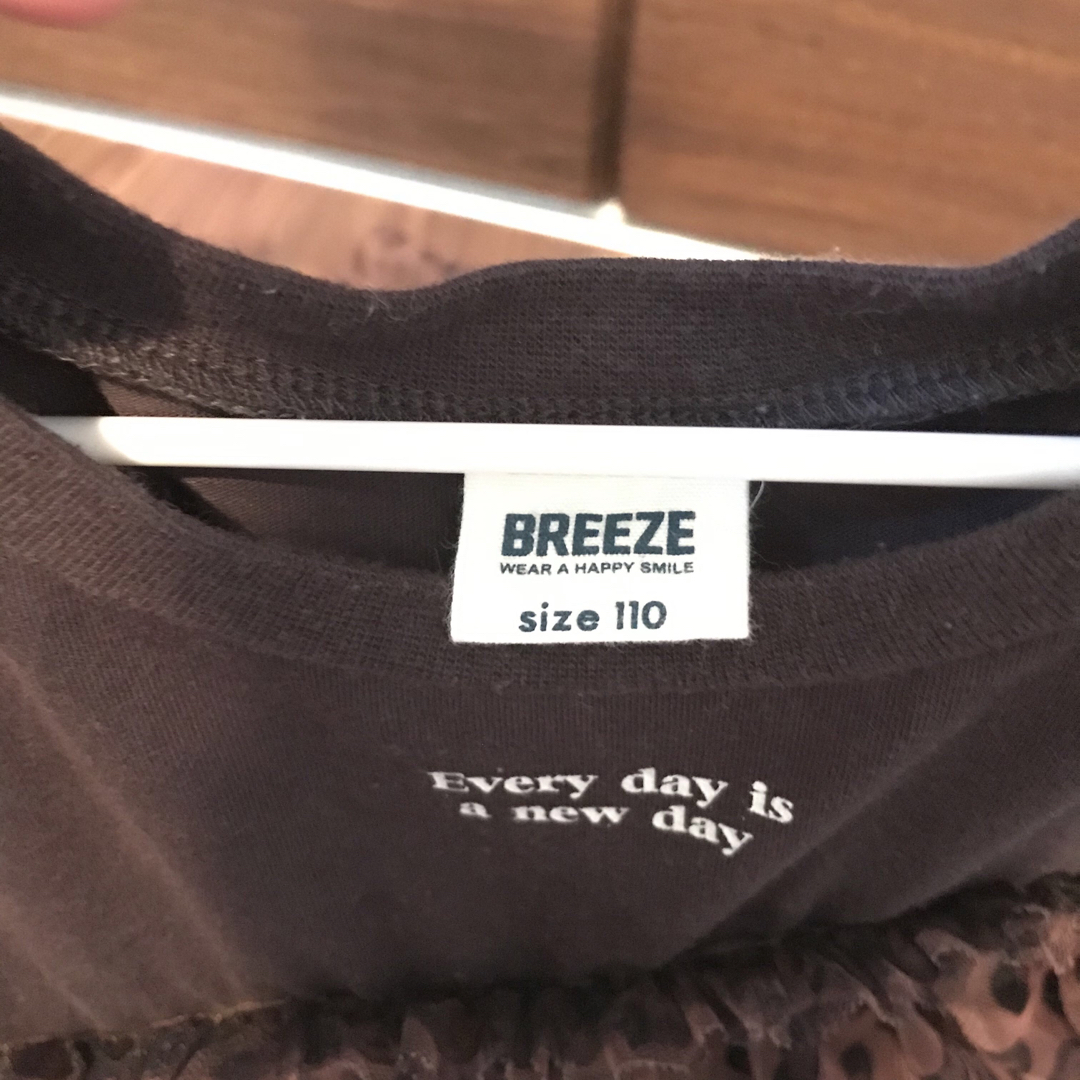 BREEZE
WEAR A HAPPY SMILE
size 110
Every day is
a new day